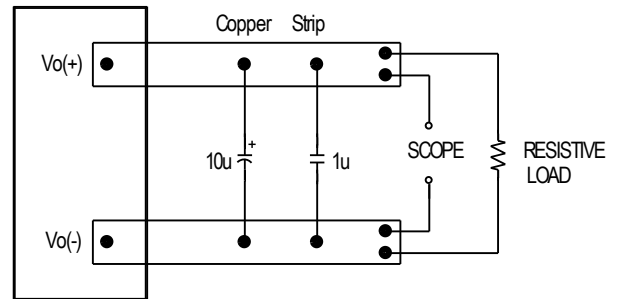 Copper Strip
Vo(+)
+
10u
1u
SCOPE
RESISTIVE
LOAD
Vo(-)